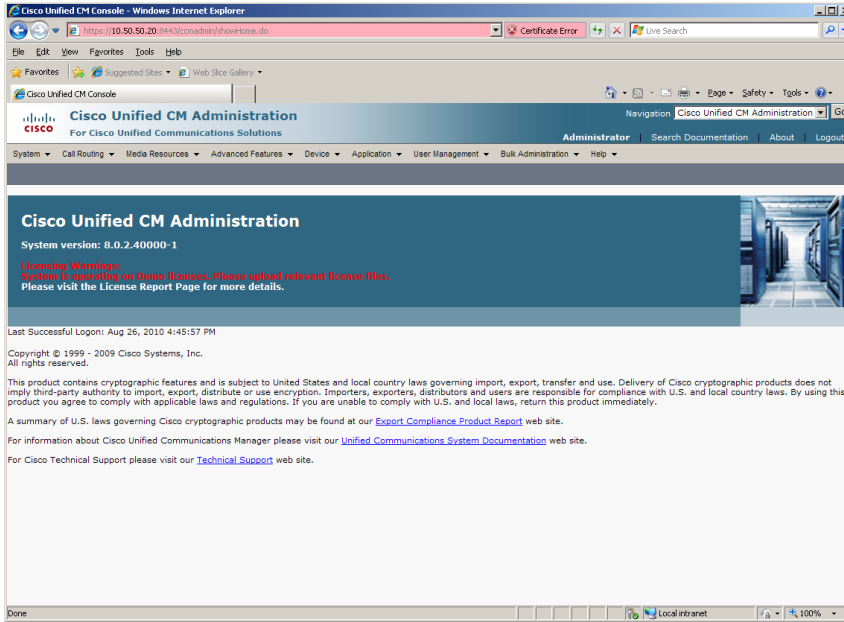 Cisco Unified CM Console - Windows Internet Explorer
https://10.50.50.20:8443/ccmadmin/showHome.do
Certificate Error
Live Search
File Edit View Favorites Tools Help
Favorites Suggested Sites Web Slice Gallery
Cisco Unified CM Console
Page Safety Tools
CISCO
Cisco Unified CM Administration
For Cisco Unified Communications Solutions
Navigation Cisco Unified CM Administration
Administrator Search Documentation About Logout
System Call Routing Media Resources Advanced Features Device Application User Management Bulk Administration Help
Cisco Unified CM Administration
System version: 8.0.2.40000-1
Licensing Warnings:
System is operating on Demo licenses. Please upload relevant license files.
Please visit the License Report Page for more details.
Last Successful Logon: Aug 26, 2010 4:45:57 PM
Copyright © 1999 - 2009 Cisco Systems, Inc.
All rights reserved.
This product contains cryptographic features and is subject to United States and local country laws governing import, export, transfer and use. Delivery of Cisco cryptographic products does not
imply third-party authority to import, export, distribute or use encryption. Importers, exporters, distributors and users are responsible for compliance with U.S. and local country laws. By using this
product you agree to comply with applicable laws and regulations. If you are unable to comply with U.S. and local laws, return this product immediately.
A summary of U.S. laws governing Cisco cryptographic products may be found at our Export Compliance Product Report web site.
For information about Cisco Unified Communications Manager please visit our Unified Communications System Documentation web site.
For Cisco Technical Support please visit our Technical Support web site.
Done
Local intranet
100%